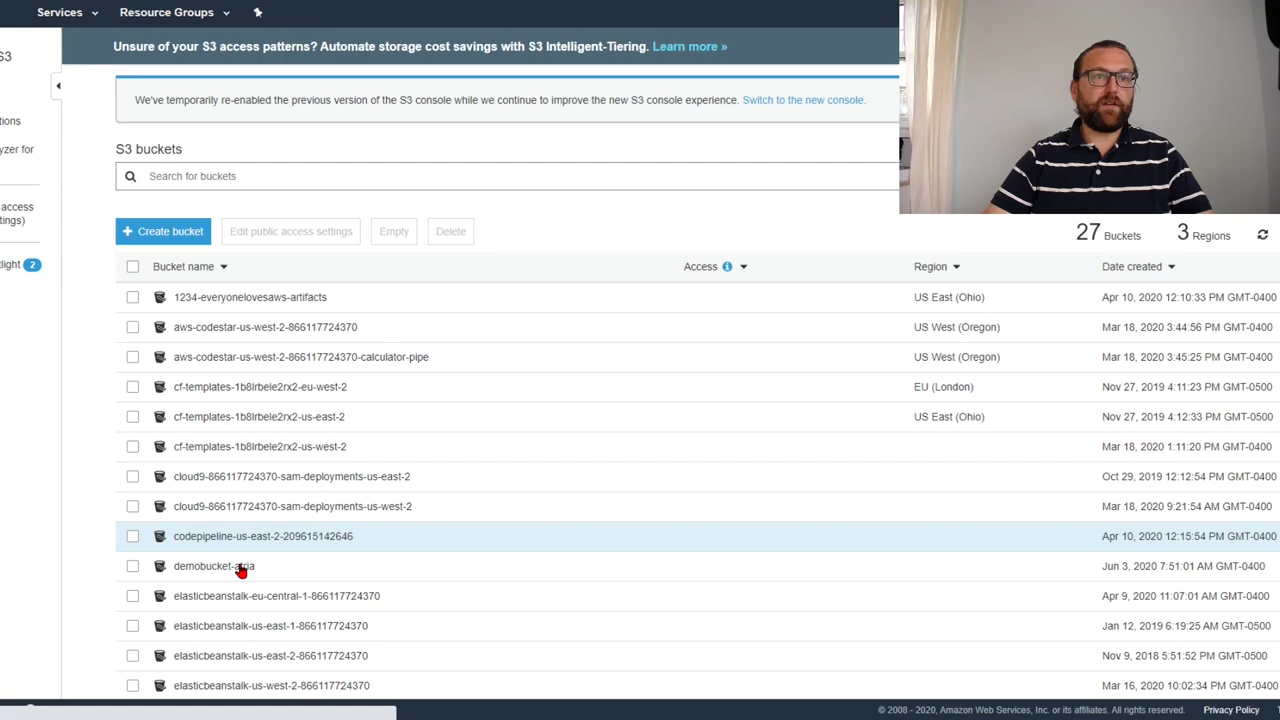 Services Resource Groups
S3
Unsure of your S3 access patterns? Automate storage cost savings with S3 Intelligent-Tiering. Learn more »
We've temporarily re-enabled the previous version of the S3 console while we continue to improve the new S3 console experience. Switch to the new console.
S3 buckets
Search for buckets
Create bucket Edit public access settings Empty Delete
27 Buckets 3 Regions
Bucket name Access Region Date created
1234-everyonelovesaws-artifacts US East (Ohio) Apr 10, 2020 12:10:33 PM GMT-0400
aws-codestar-us-west-2-866117724370 US West (Oregon) Mar 18, 2020 3:44:56 PM GMT-0400
aws-codestar-us-west-2-866117724370-calculator-pipe US West (Oregon) Mar 18, 2020 3:45:25 PM GMT-0400
cf-templates-1b8lrbele2rx2-eu-west-2 EU (London) Nov 27, 2019 4:11:23 PM GMT-0500
cf-templates-1b8lrbele2rx2-us-east-2 US East (Ohio) Nov 27, 2019 4:12:33 PM GMT-0500
cf-templates-1b8lrbele2rx2-us-west-2 Mar 18, 2020 1:11:20 PM GMT-0400
cloud9-866117724370-sam-deployments-us-east-2 Oct 29, 2019 12:12:54 PM GMT-0400
cloud9-866117724370-sam-deployments-us-west-2 Mar 18, 2020 9:21:54 AM GMT-0400
codepipeline-us-east-2-209615142646 Apr 10, 2020 12:15:54 PM GMT-0400
Jun 3, 2020 7:51:01 AM GMT-0400
elasticbeanstalk-eu-central-1-866117724370 Apr 9, 2020 11:07:01 AM GMT-0400
elasticbeanstalk-us-east-1-866117724370 Jan 12, 2019 6:19:25 AM GMT-0500
elasticbeanstalk-us-east-2-866117724370 Nov 9, 2018 5:51:52 PM GMT-0500
elasticbeanstalk-us-west-2-866117724370 Mar 16, 2020 10:02:34 PM GMT-0400
© 2008 - 2020, Amazon Web Services, Inc. or its affiliates. All rights reserved. Privacy Policy